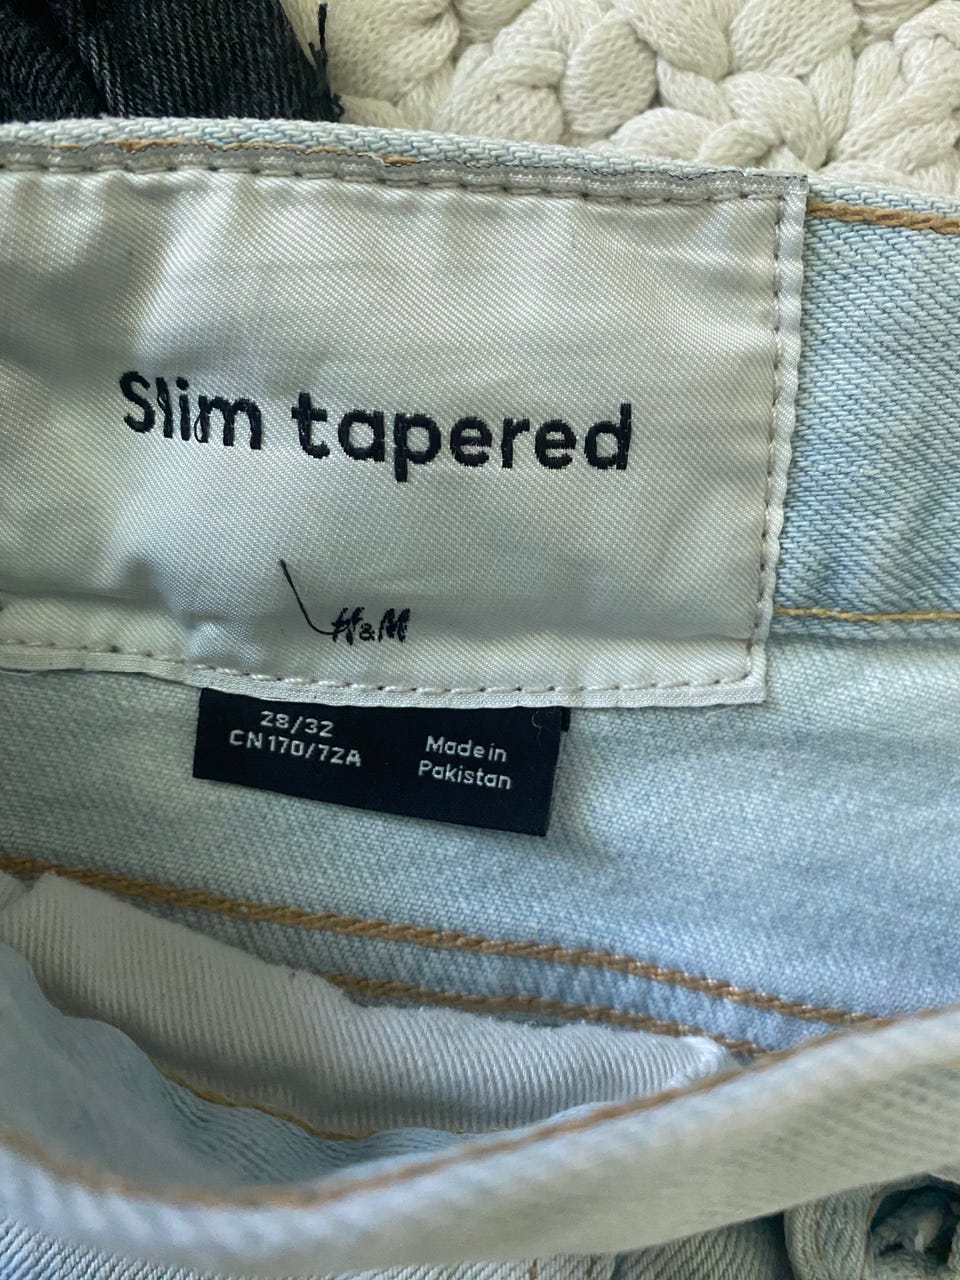 Slim tapered
H&M
28/32
CN170/72A
Made in
Pakistan